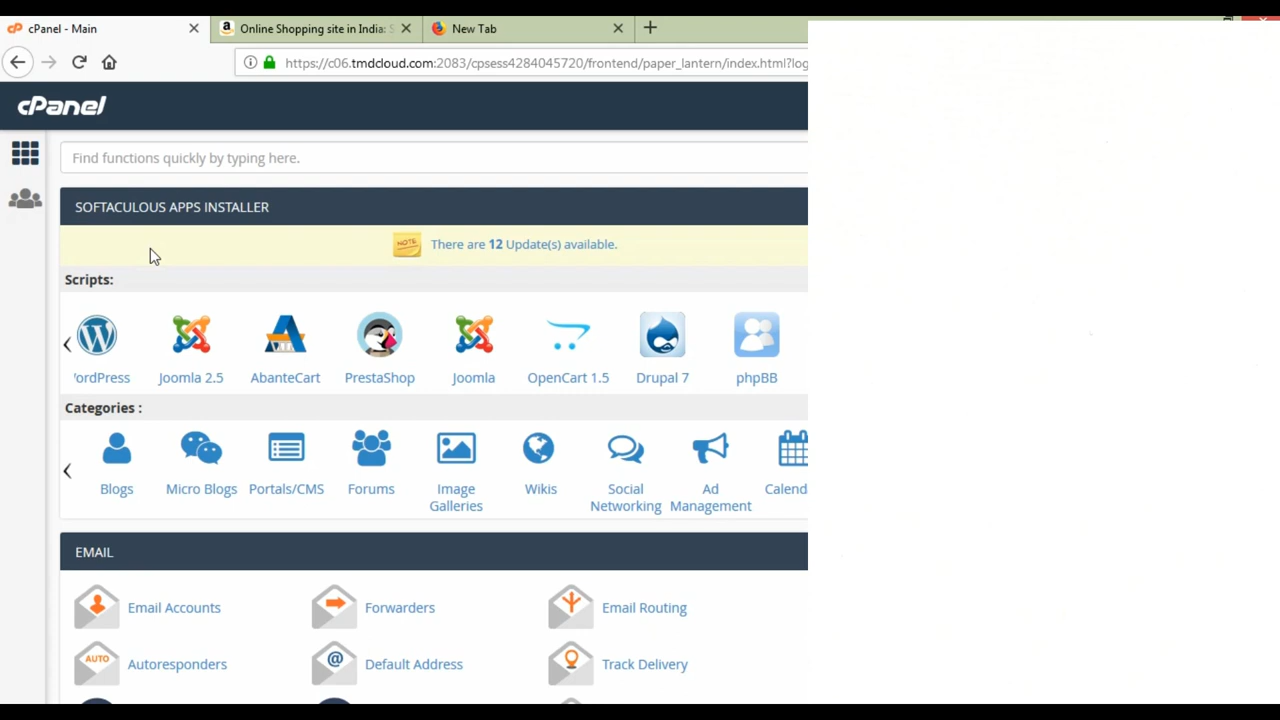 cPanel - Main
Online Shopping site in India: S
New Tab
https://c06.tmdcloud.com:2083/cpsess4284045720/frontend/paper_lantern/index.html?log
cPanel
Find functions quickly by typing here.
SOFTACULOUS APPS INSTALLER
NOTE There are 12 Update(s) available.
Scripts:
ordPress Joomla 2.5 AbanteCart PrestaShop Joomla OpenCart 1.5 Drupal 7 phpBB
Categories :
Blogs Micro Blogs Portals/CMS Forums Image Galleries Wikis Social Networking Ad Management Calend
EMAIL
Email Accounts Forwarders Email Routing
AUTO Autoresponders @ Default Address Track Delivery